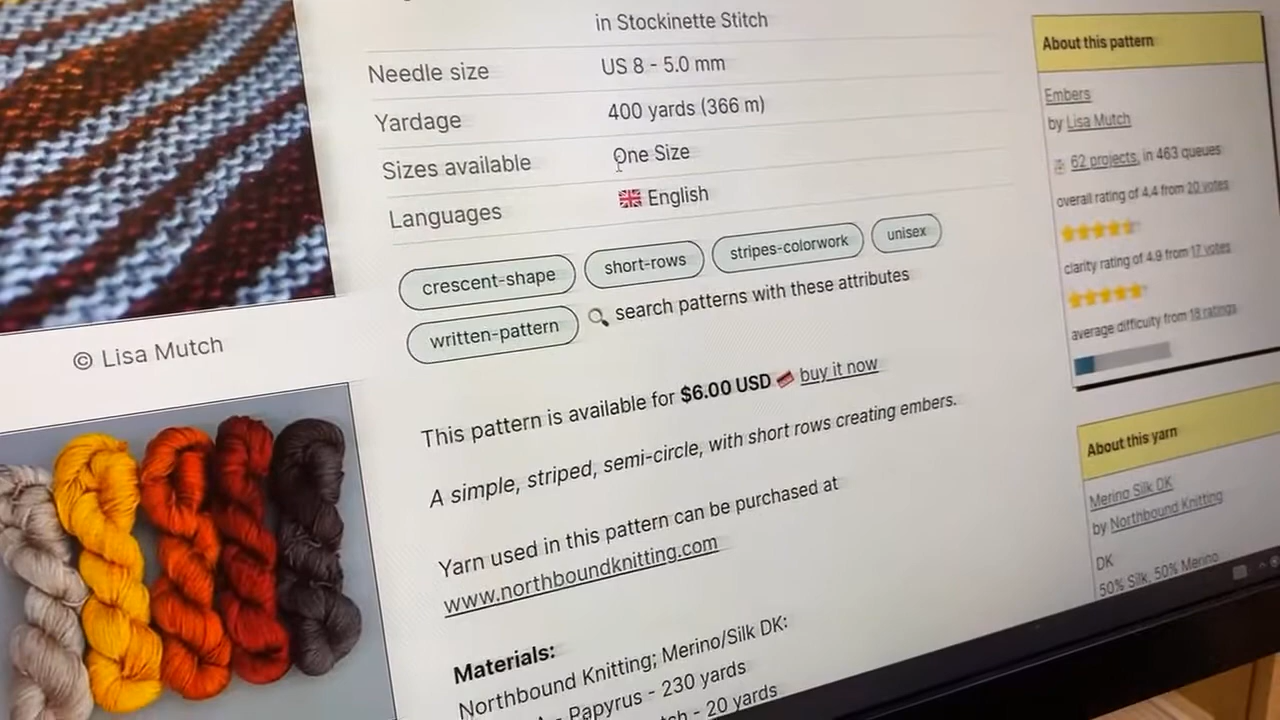 in Stockinette Stitch
Needle size US 8 - 5.0 mm
Yardage 400 yards (366 m)
Sizes available One Size
Languages English
crescent-shape short-rows stripes-colorwork unisex
written-pattern search patterns with these attributes
© Lisa Mutch
This pattern is available for $6.00 USD buy it now
A simple, striped, semi-circle, with short rows creating embers.
Yarn used in this pattern can be purchased at
www.northboundknitting.com
Materials:
Northbound Knitting; Merino/Silk DK:
- Papyrus - 230 yards
- 20 yards
About this pattern
Embers
by Lisa Mutch
62 projects, in 463 queues
overall rating of 4.4 from 20 votes
clarity rating of 4.9 from 17 votes
average difficulty from 18 ratings
About this yarn
Merino Silk DK
by Northbound Knitting
DK
50% Silk, 50% Merino